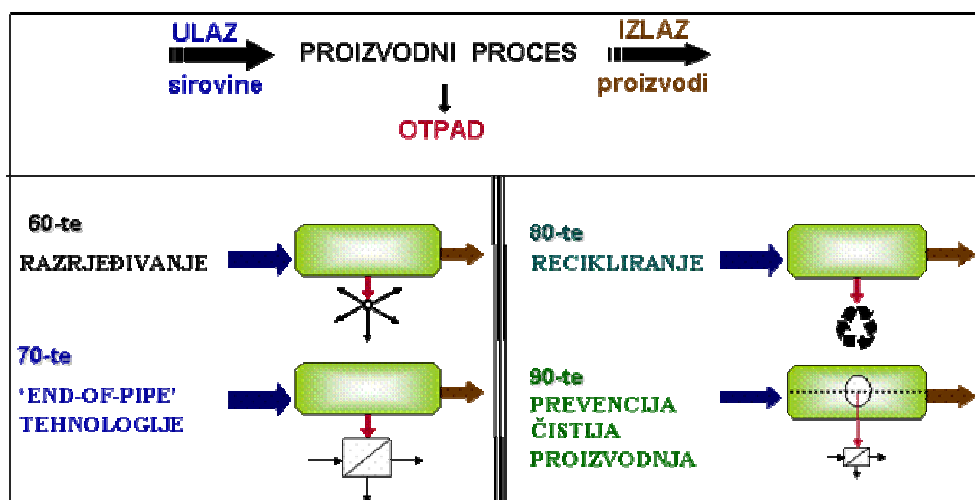 ULAZ
sirovine
PROIZVODNI PROCES
IZLAZ
proizvodi
OTPAD
60-te
RAZRJEĐIVANJE
70-te
'END-OF-PIPE'
TEHNOLOGIJE
80-te
RECIKLIRANJE
90-te
PREVENCIJA
ČISTIJA
PROIZVODNJA